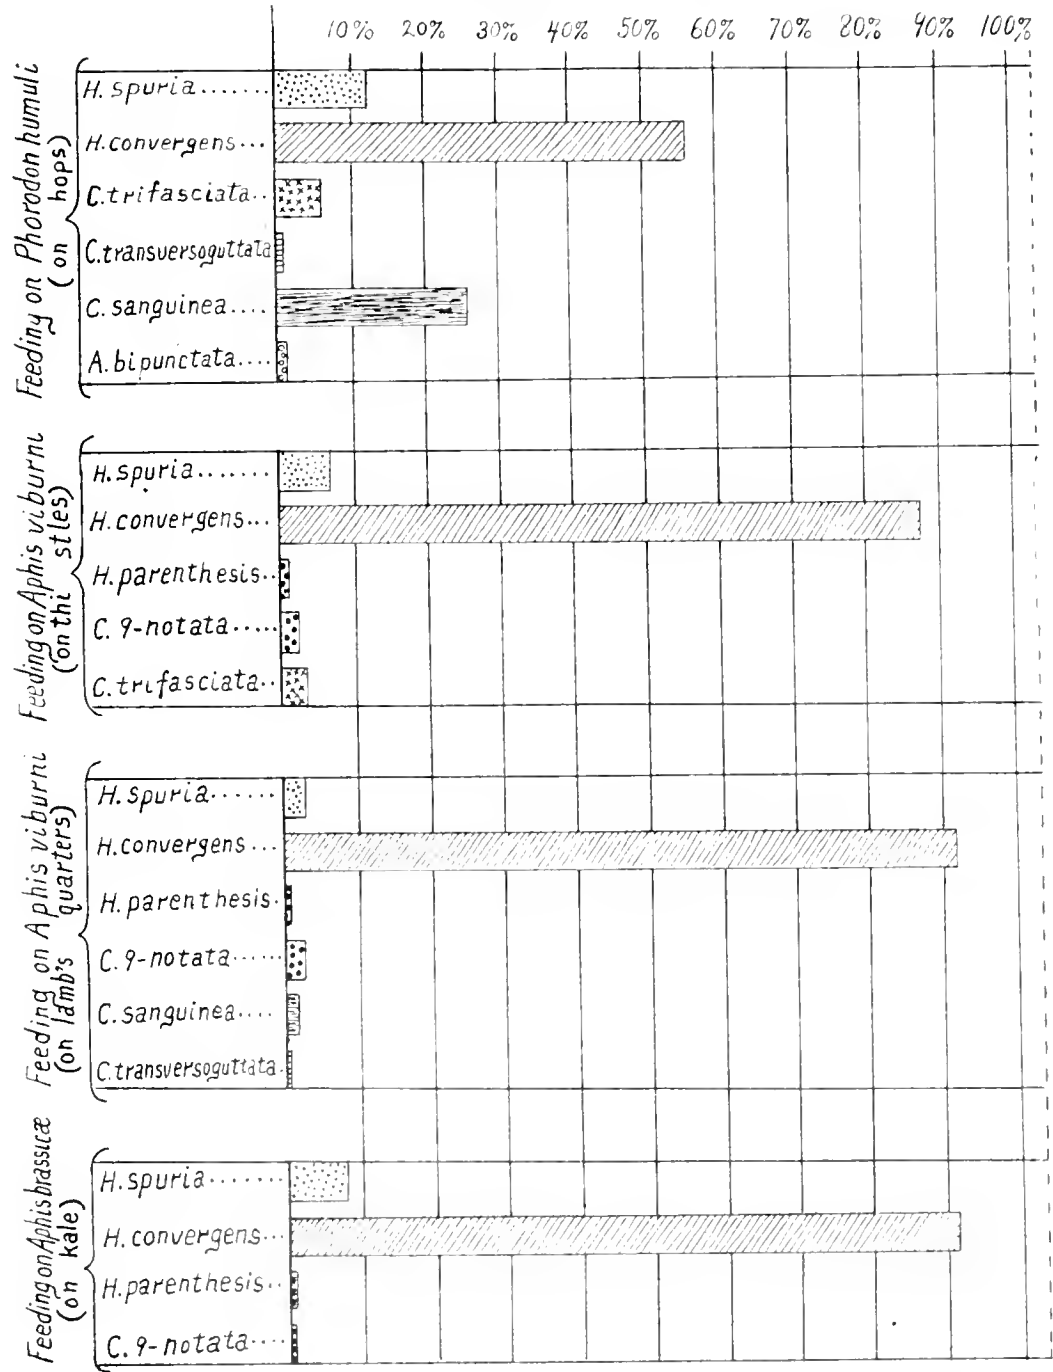 10% 20% 30% 40% 50% 60% 70% 80% 90% 100%
Feeding on Phorodon humuli
(on hops)
H. spuria.......
H. convergens...
C. trifasciata..
C. transversoguttata
C. sanguinea....
A. bipunctata....
Feeding on Aphis viburni
(on thi stles)
H. spuria.......
H. convergens...
H. parenthesis..
C. 9-notata.....
C. trifasciata..
Feeding on Aphis viburni
(on lamb's quarters)
H. spuria......
H. convergens...
H. parenthesis.
C. 9-notata......
C. sanguinea....
C. transversoguttata.
Feeding on Aphis brassicæ
(on kale)
H. spuria.......
H. convergens...
H. parenthesis..
C. 9-notata....